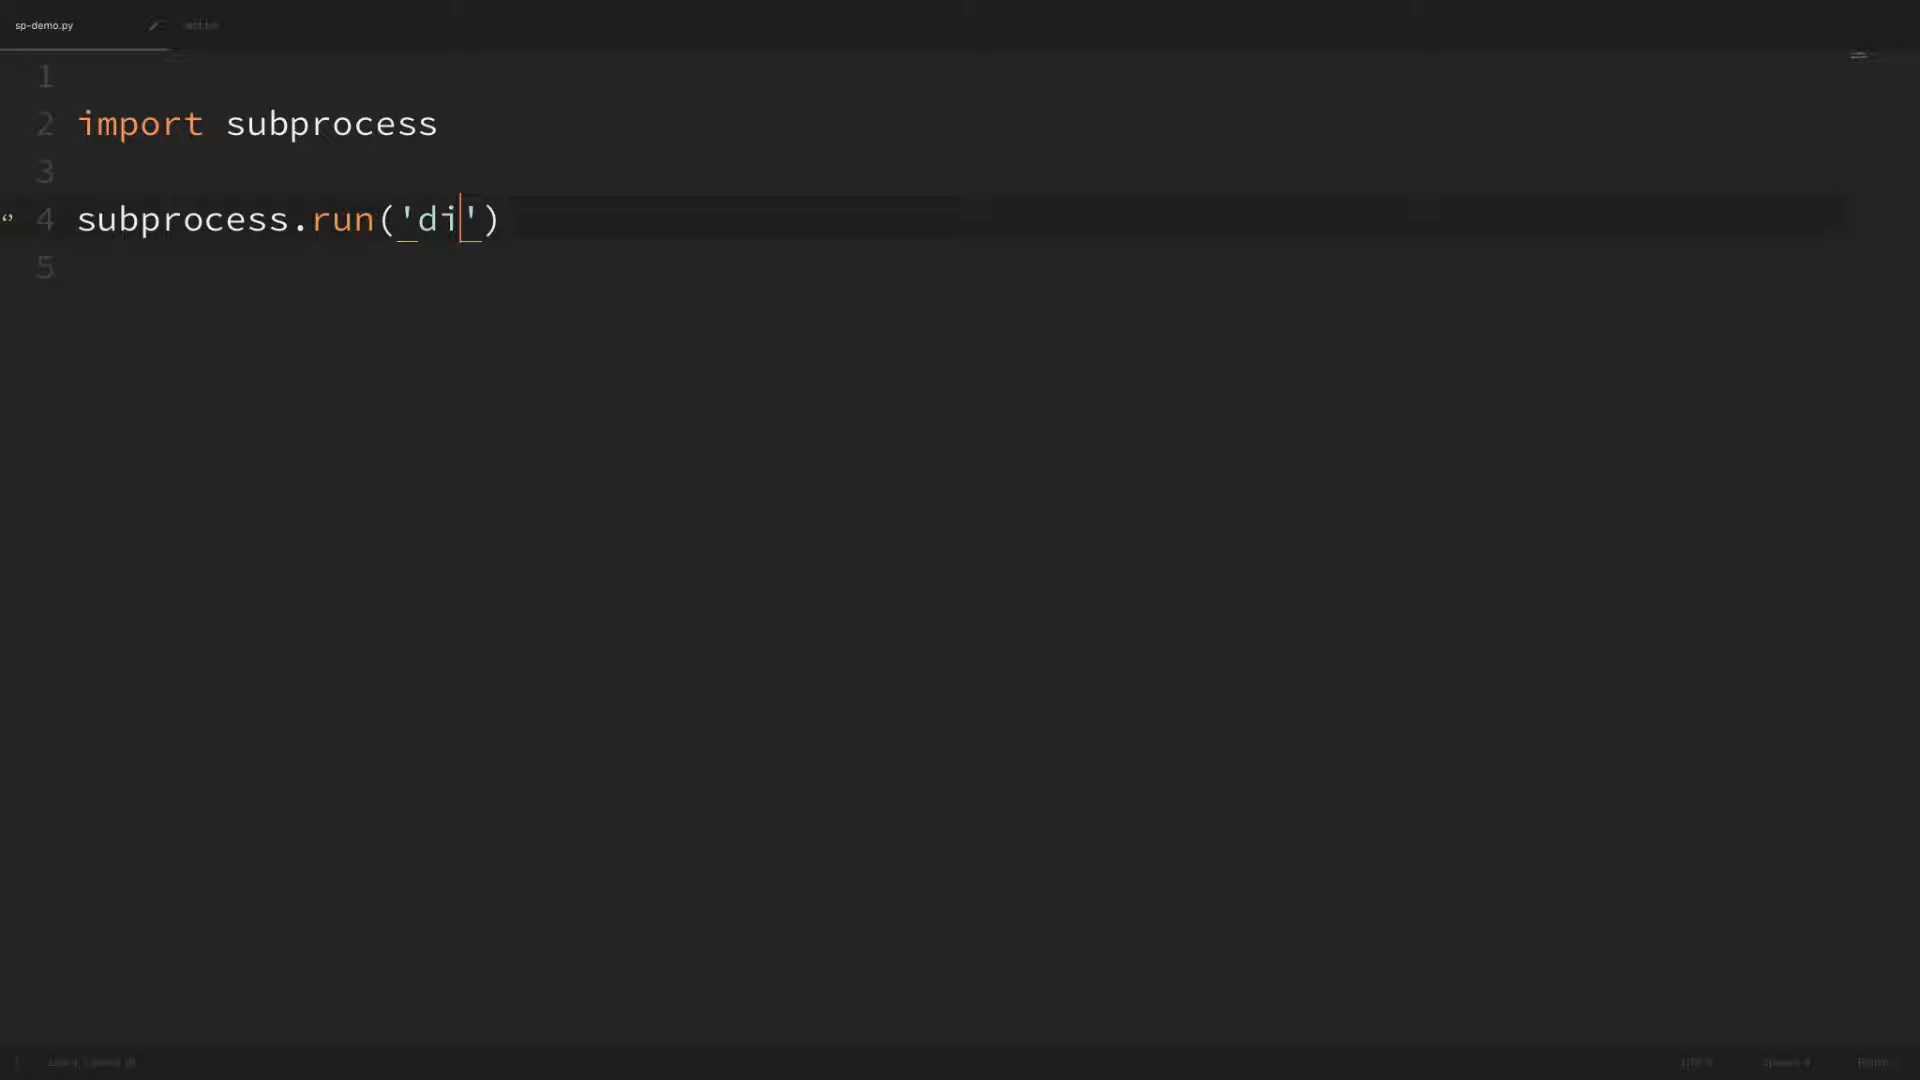 sp-demo.py
1
2 import subprocess
3
4 subprocess.run('di')
5